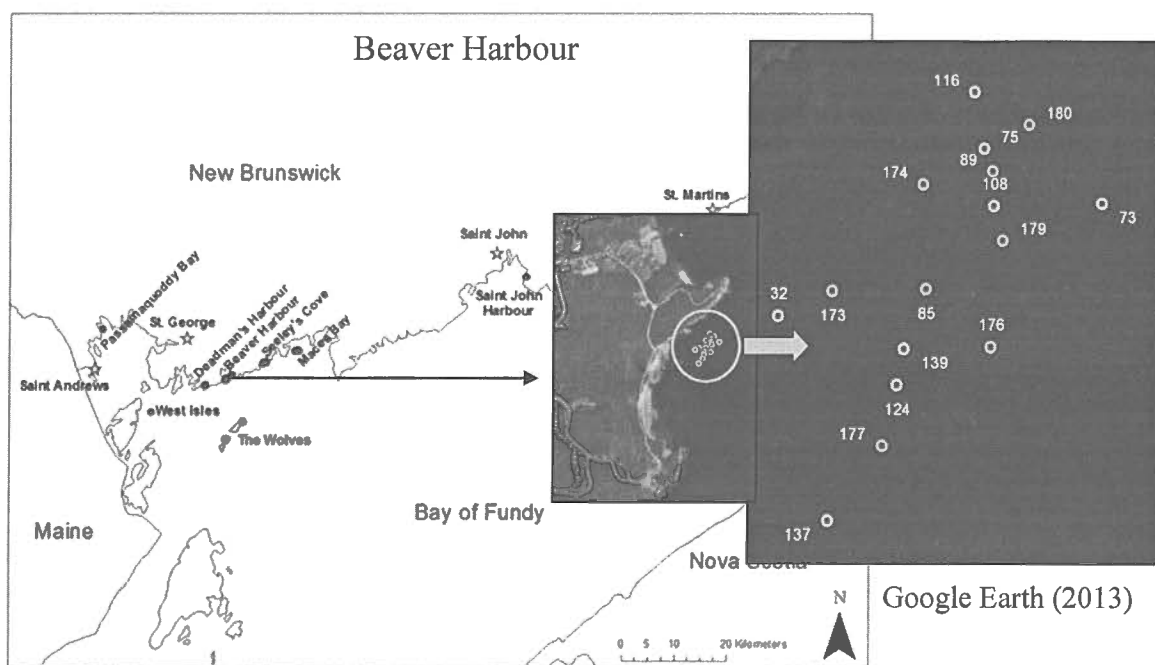 Beaver Harbour
New Brunswick
St. Martins
Saint John
Saint John
Harbour
Passamaquoddy Bay
St. George
Deadman's Harbour
Beaver Harbour
Seeley's Cove
Maces Bay
Saint Andrews
West Isles
The Wolves
Maine
Bay of Fundy
Nova Scotia
N
0 5 10 20 Kilometers
116
180
75
89
174
108
73
179
32
173
85
176
139
124
177
137
Google Earth (2013)